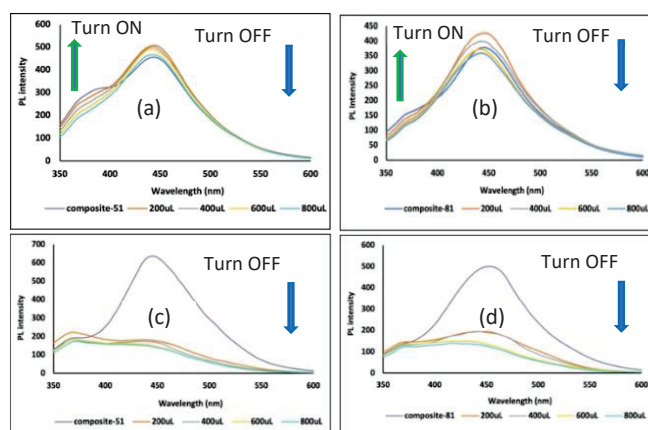 Turn ON
Turn OFF
(a)
PL intensity
600
500
400
300
200
100
0
350
400
450
500
550
600
Wavelength (nm)
composite-51
200uL
400uL
600uL
800uL
Turn ON
Turn OFF
(b)
PL Intensity
450
400
350
300
250
200
150
100
50
0
350
400
450
500
550
600
Wavelength (nm)
composite-81
200uL
400uL
600uL
800uL
Turn OFF
(c)
PL intensity
700
600
500
400
300
200
100
0
350
400
450
500
550
600
Wavelength (nm)
composite-51
200uL
400uL
600uL
800uL
Turn OFF
(d)
PL intensity
600
500
400
300
200
100
0
350
400
450
500
550
600
Wavelength (nm)
composite-81
200uL
400uL
600uL
800uL